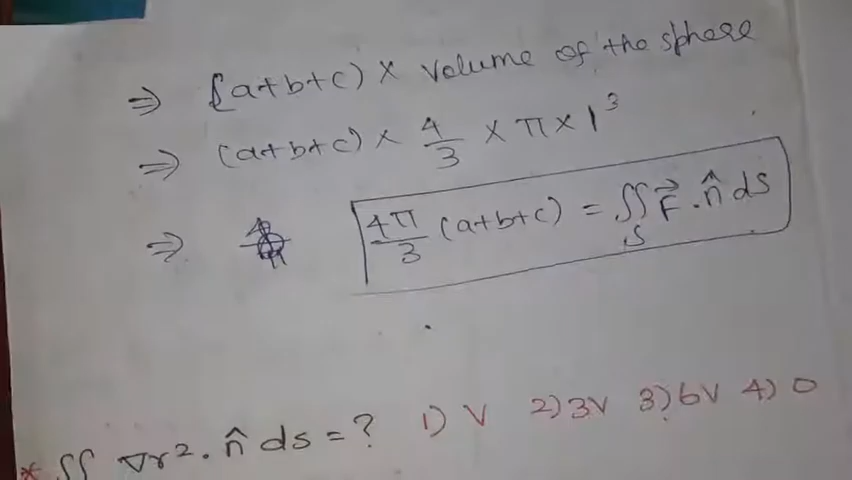 ⇒ (a+b+c) × volume of the sphere
⇒ (a+b+c) × 4/3 × π × 1³
⇒ 4π/3 (a+b+c) = ∬_S F⃗ . n̂ ds
* ∬ ∇r² . n̂ ds = ? 1) V 2) 3V 3) 6V 4) 0